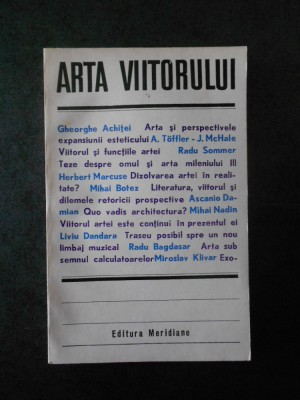 ARTA VIITORULUI
Gheorghe Achiței Arta și perspectivele
expansiunii esteticului A. Töffler - J. McHale
Viitorul și funcțiile artei Radu Sommer
Teze despre omul și arta mileniului III
Herbert Marcuse Dizolvarea artei în reali-
tate? Mihai Botez Literatura, viitorul și
dilemele retoricii prospective Ascanio Da-
mian Quo vadis architectura? Mihai Nadin
Viitorul artei este conținut în prezentul ei
Liviu Dandara Traseu posibil spre un nou
limbaj muzical Radu Bagdasar Arta sub
semnul calculatoarelor Miroslav Klivar Exo-
Editura Meridiane